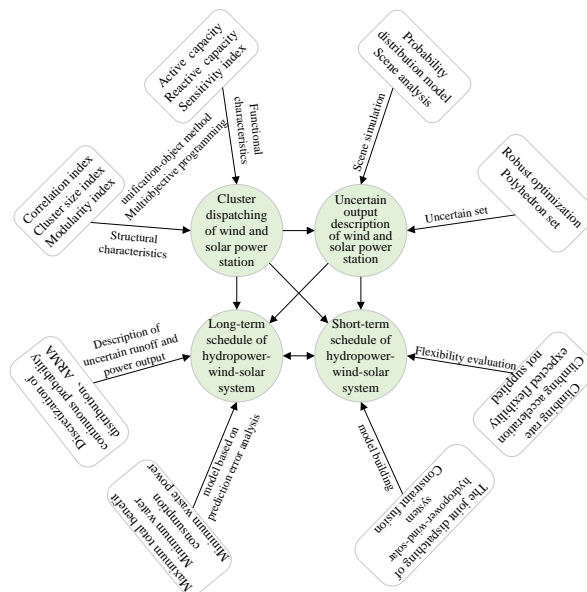 Active capacity
Reactive capacity
Sensitivity index
Probability
distribution model
Scene analysis
Functional
characteristics
unification-object method
Multiobjective programming
Scene simulation
Correlation index
Cluster size index
Modularity index
Structural
characteristics
Cluster
dispatching
of wind and
solar power
station
Uncertain
output
description
of wind and
solar power
station
Uncertain set
Robust optimization
Polyhedron set
Long-term
schedule of
hydropower-
wind-solar
system
Short-term
schedule of
hydropower-
wind-solar
system
Description of
uncertain runoff and
power output
Discretization of
continuous probability
distribution、ARMA
Flexibility evaluation
Climbing rate
Climbing acceleration
expected flexibility
not supplied
model based on
prediction error analysis
Maximum total benefit
Minimum water
consumption
Minimum waste power
model building
The joint dispatching of
hydropower-wind-solar
system
Constraint fusion